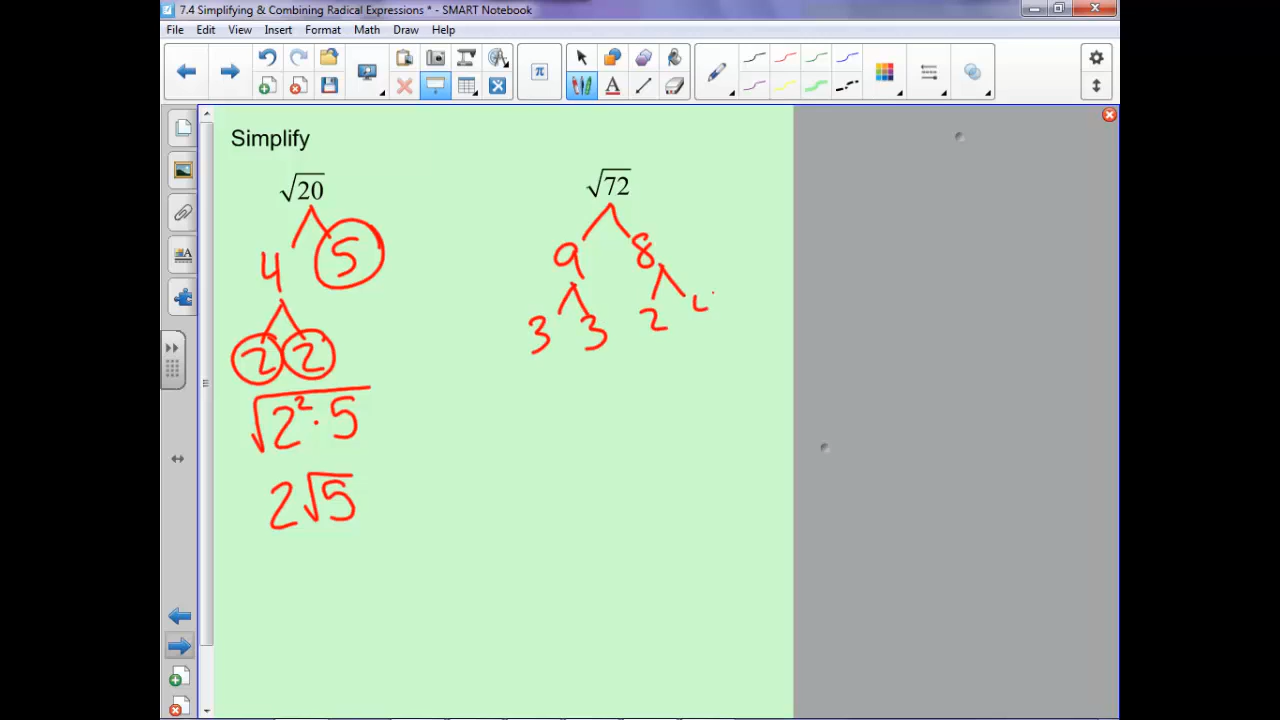 7.4 Simplifying & Combining Radical Expressions * - SMART Notebook
File Edit View Insert Format Math Draw Help
π
A
Simplify
√20
4 5
2 2
√2²·5
2√5
√72
9 8
3 3 2